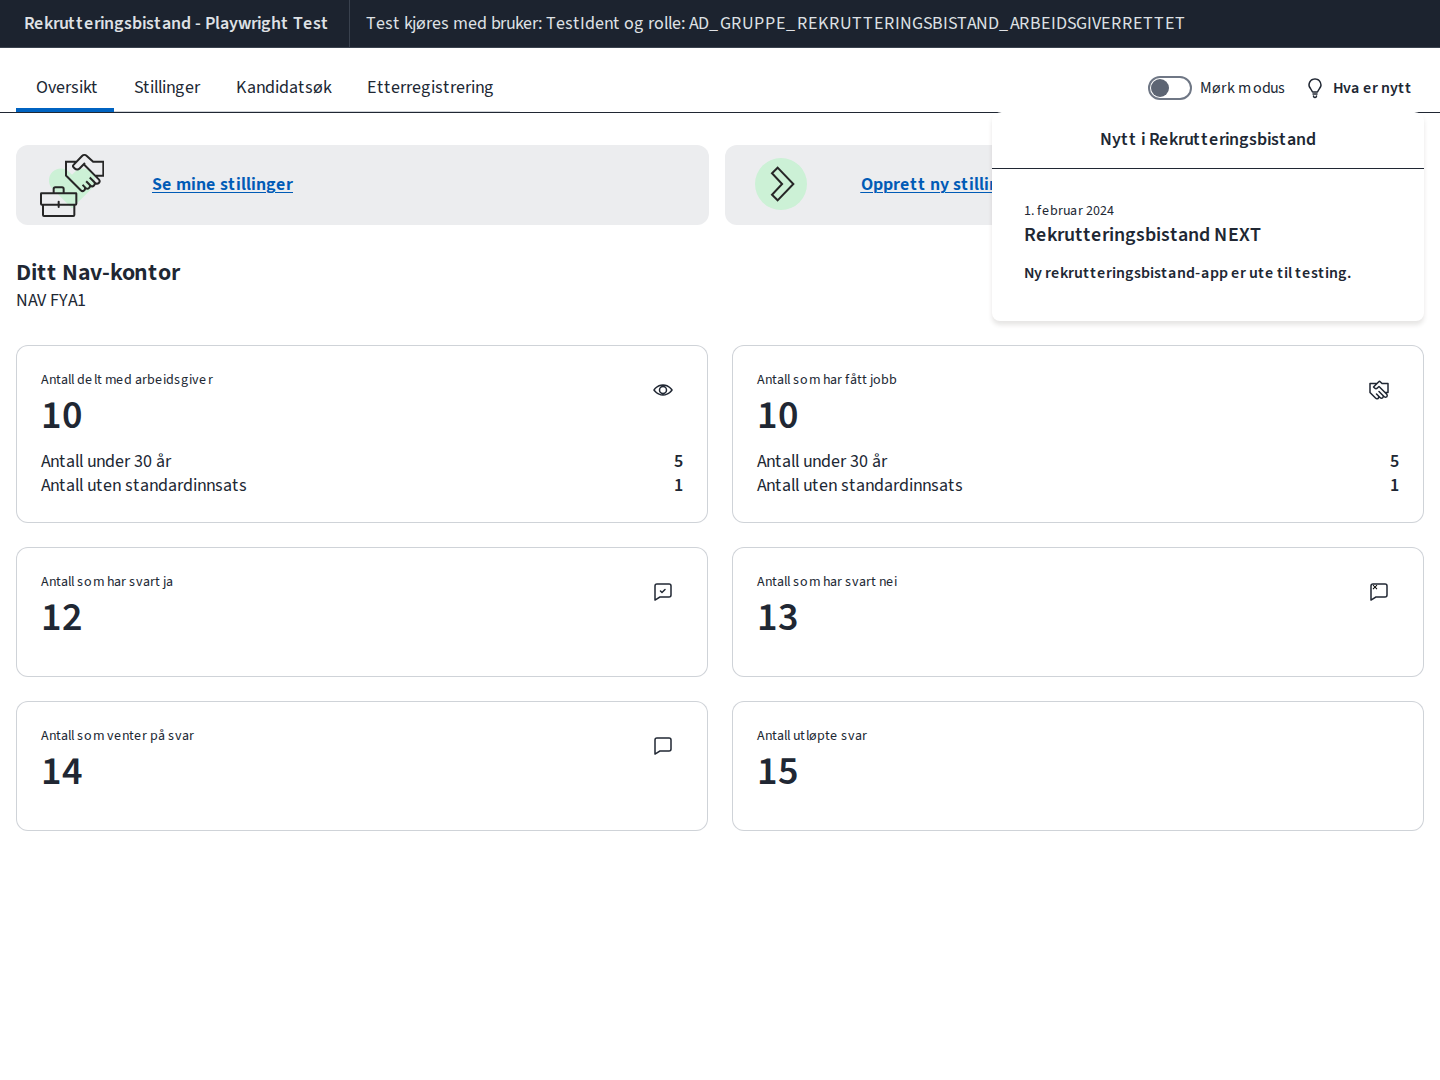 Rekrutteringsbistand - Playwright Test
Test kjøres med bruker: TestIdent og rolle: AD_GRUPPE_REKRUTTERINGSBISTAND_ARBEIDSGIVERRETTET
Oversikt
Stillinger
Kandidatsøk
Etterregistrering
Mørk modus
Hva er nytt
Nytt i Rekrutteringsbistand
1. februar 2024
Rekrutteringsbistand NEXT
Ny rekrutteringsbistand-app er ute til testing.
Se mine stillinger
Opprett ny
Ditt Nav-kontor
NAV FYA1
Antall delt med arbeidsgiver
10
Antall under 30 år 5
Antall uten standardinnsats 1
Antall som har fått jobb
10
Antall under 30 år 5
Antall uten standardinnsats 1
Antall som har svart ja
12
Antall som har svart nei
13
Antall som venter på svar
14
Antall utløpte svar
15